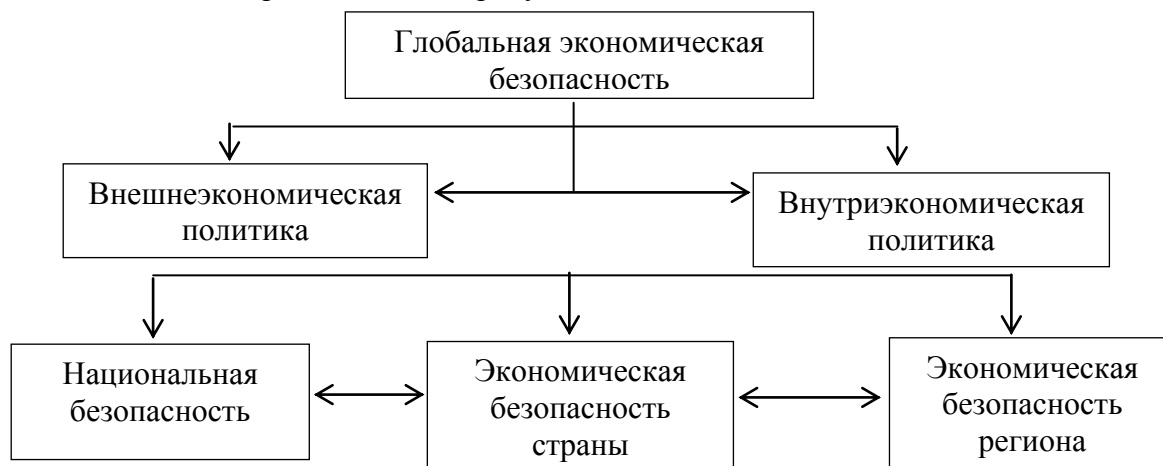 Глобальная экономическая
безопасность
Внешнеэкономическая
политика
Внутриэкономическая
политика
Национальная
безопасность
Экономическая
безопасность
страны
Экономическая
безопасность
региона